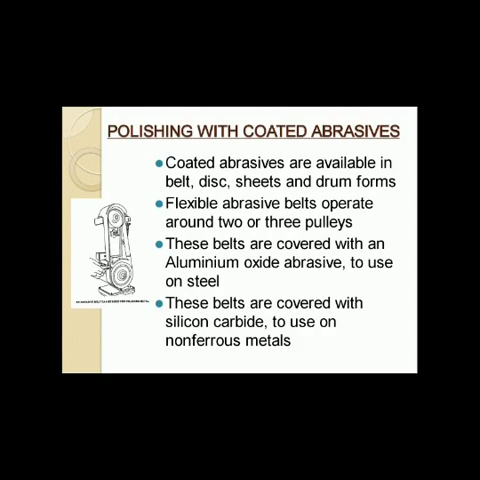 POLISHING WITH COATED ABRASIVES
Coated abrasives are available in
belt, disc, sheets and drum forms
Flexible abrasive belts operate
around two or three pulleys
These belts are covered with an
Aluminium oxide abrasive, to use
on steel
These belts are covered with
silicon carbide, to use on
nonferrous metals